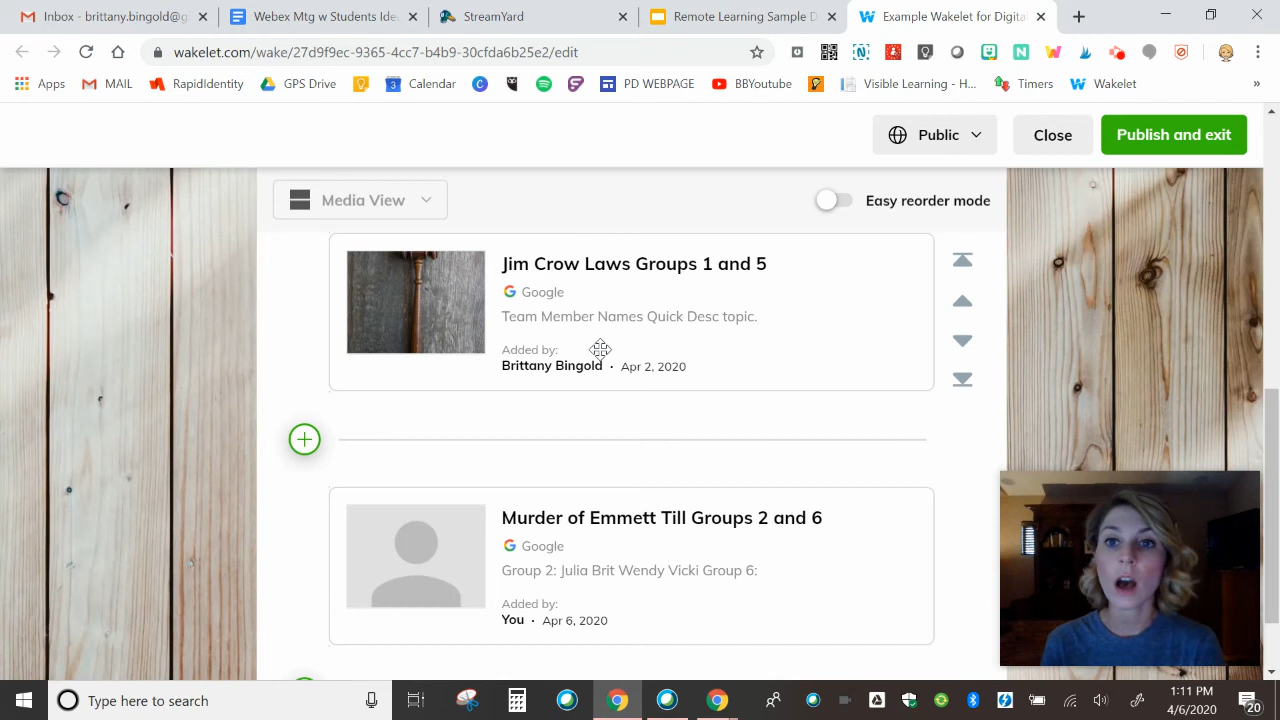 Inbox - brittany.bingold@g
Webex Mtg w Students Ide
StreamYard
Remote Learning Sample D
Example Wakelet for Digita
wakelet.com/wake/27d9f9ec-9365-4cc7-b4b9-30cfda6b25e2/edit
Apps
MAIL
RapidIdentity
GPS Drive
Calendar
PD WEBPAGE
BBYoutube
Visible Learning - H...
Timers
Wakelet
»
Public
Close
Publish and exit
Media View
Easy reorder mode
Jim Crow Laws Groups 1 and 5
Google
Team Member Names Quick Desc topic.
Added by:
Brittany Bingold · Apr 2, 2020
Murder of Emmett Till Groups 2 and 6
Google
Group 2: Julia Brit Wendy Vicki Group 6:
Added by:
You · Apr 6, 2020
Type here to search
1:11 PM
4/6/2020
20